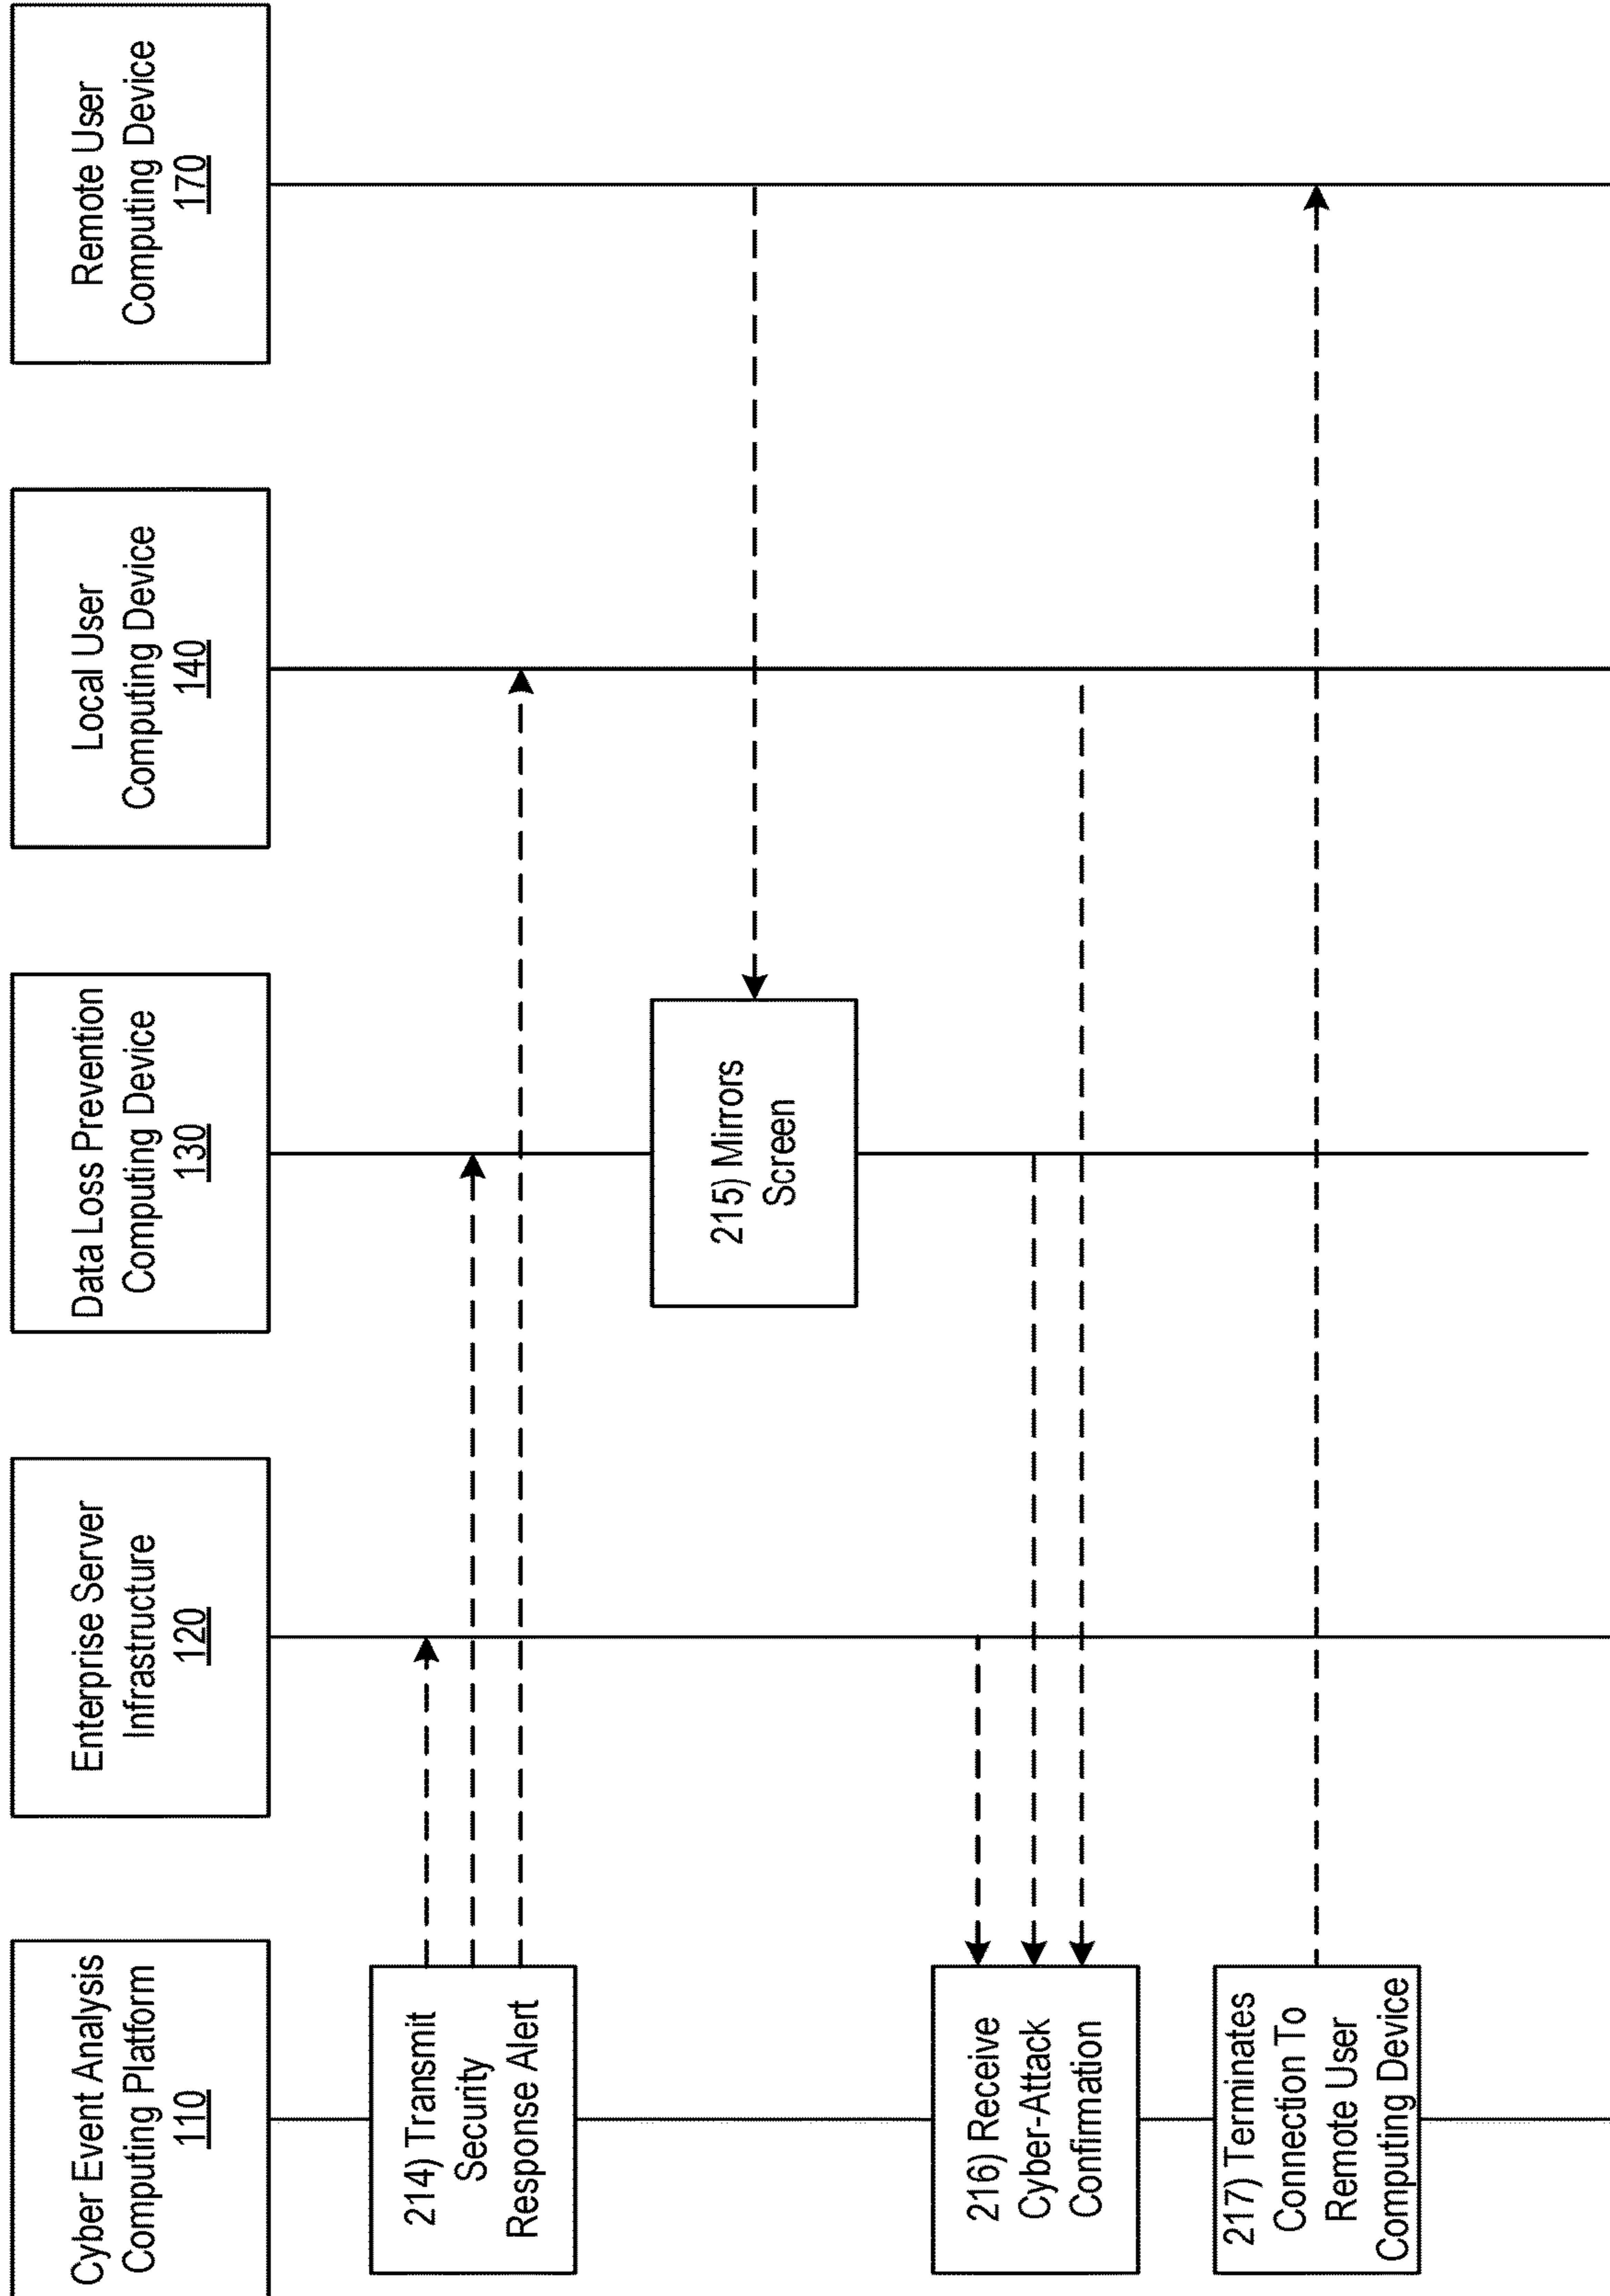 Cyber Event Analysis
Computing Platform
110
Enterprise Server
Infrastructure
120
Data Loss Prevention
Computing Device
130
Local User
Computing Device
140
Remote User
Computing Device
170
214) Transmit
Security
Response Alert
215) Mirrors
Screen
216) Receive
Cyber-Attack
Confirmation
217) Terminates
Connection To
Remote User
Computing Device